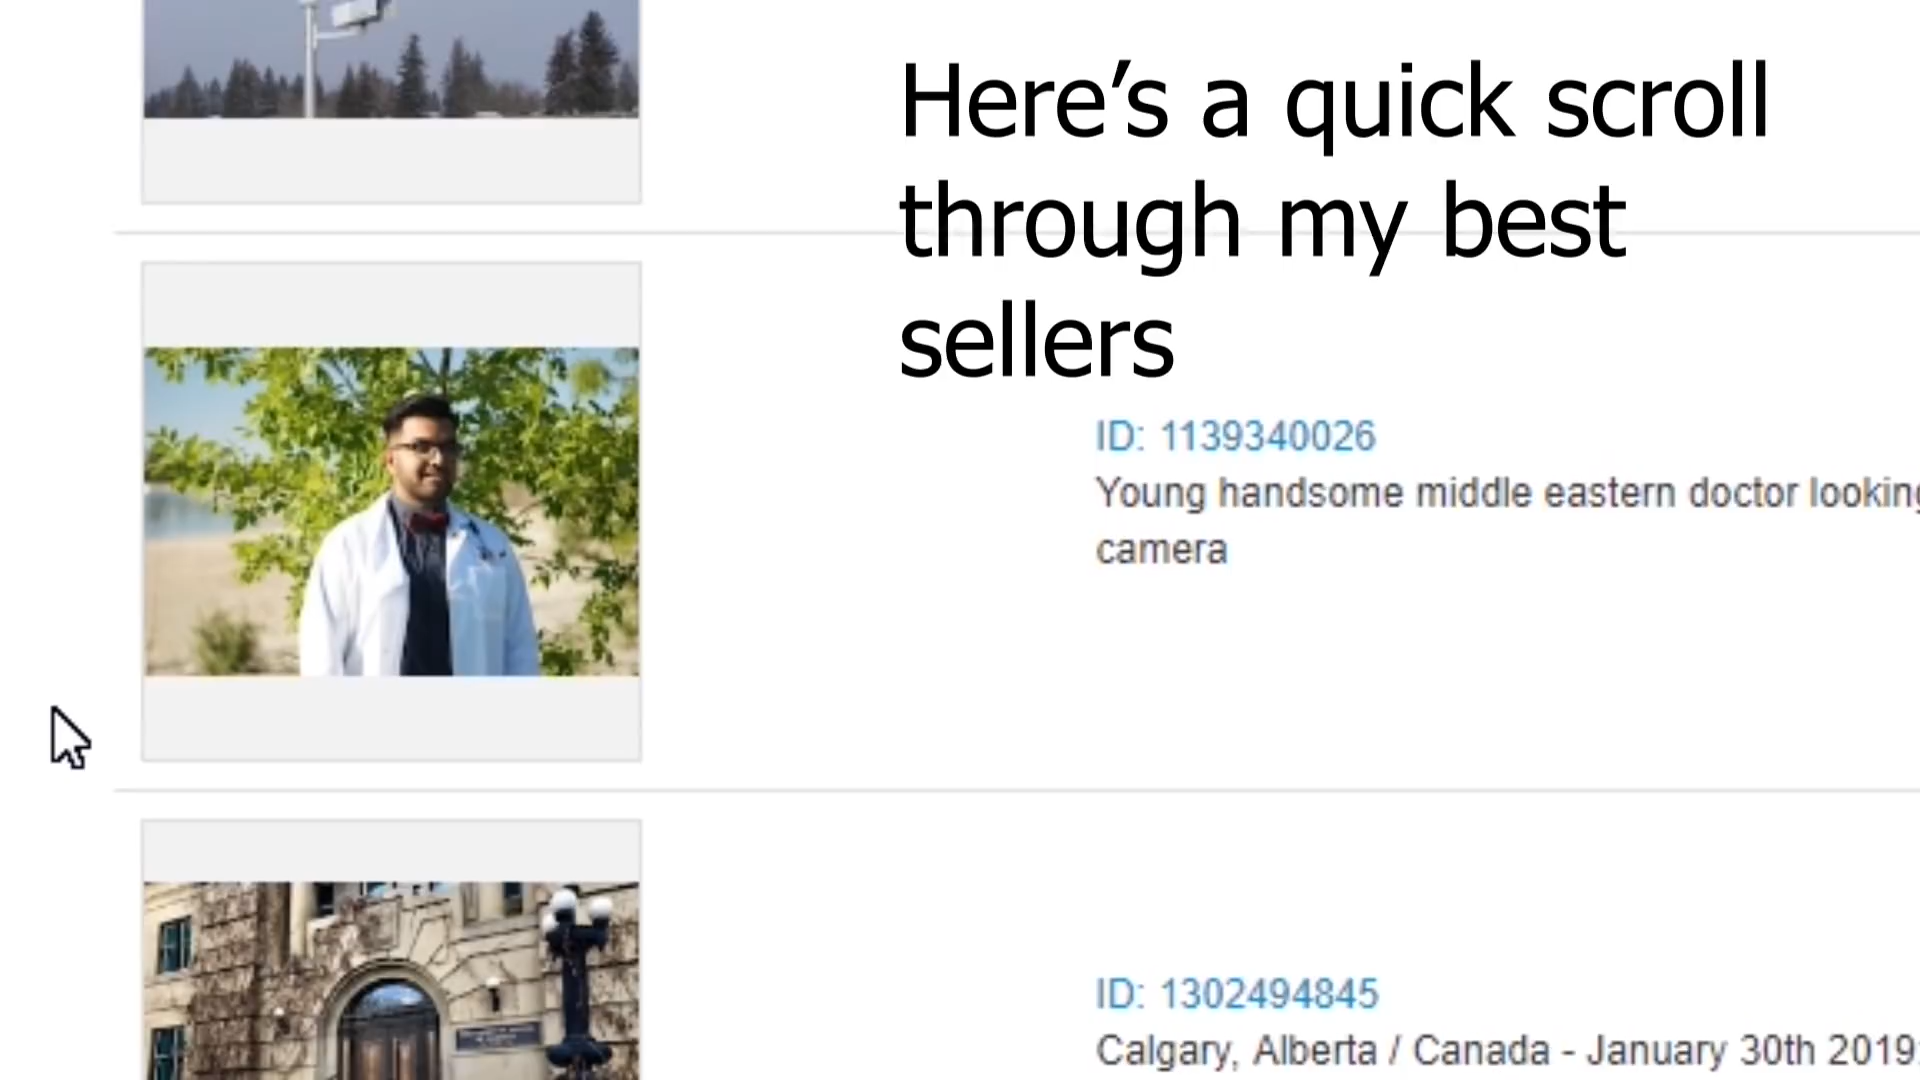 Here’s a quick scroll
through my best
sellers
ID: 1139340026
Young handsome middle eastern doctor looking
camera
ID: 1302494845
Calgary, Alberta / Canada - January 30th 2019: